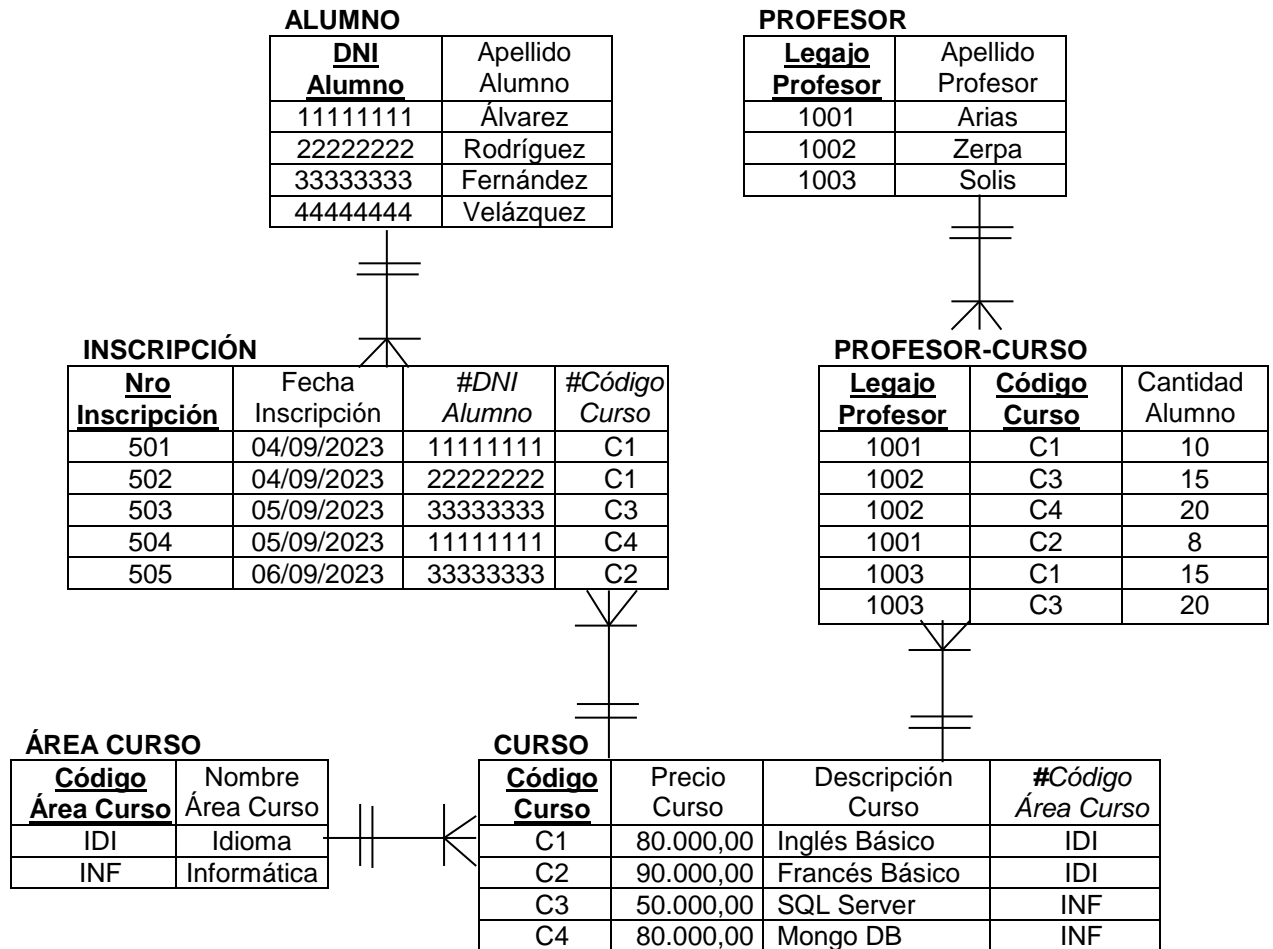 ALUMNO
DNI Alumno Apellido Alumno
11111111 Álvarez
22222222 Rodríguez
33333333 Fernández
44444444 Velázquez
PROFESOR
Legajo Profesor Apellido Profesor
1001 Arias
1002 Zerpa
1003 Solis
INSCRIPCIÓN
Nro Inscripción Fecha Inscripción #DNI Alumno #Código Curso
501 04/09/2023 11111111 C1
502 04/09/2023 22222222 C1
503 05/09/2023 33333333 C3
504 05/09/2023 11111111 C4
505 06/09/2023 33333333 C2
PROFESOR-CURSO
Legajo Profesor Código Curso Cantidad Alumno
1001 C1 10
1002 C3 15
1002 C4 20
1001 C2 8
1003 C1 15
1003 C3 20
ÁREA CURSO
Código Área Curso Nombre Área Curso
IDI Idioma
INF Informática
CURSO
Código Curso Precio Curso Descripción Curso #Código Área Curso
C1 80.000,00 Inglés Básico IDI
C2 90.000,00 Francés Básico IDI
C3 50.000,00 SQL Server INF
C4 80.000,00 Mongo DB INF